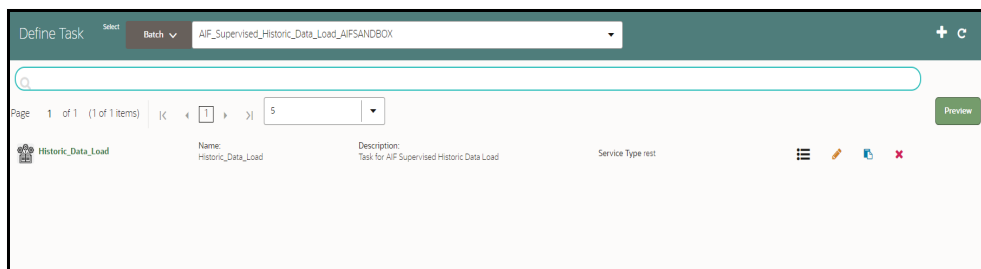 Define Task Select Batch AIF_Supervised_Historic_Data_Load_AIFSANDBOX
Page 1 of 1 (1 of 1 items) 1 5 Preview
Historic_Data_Load Name: Description: Service Type rest
Historic_Data_Load Task for AIF Supervised Historic Data Load